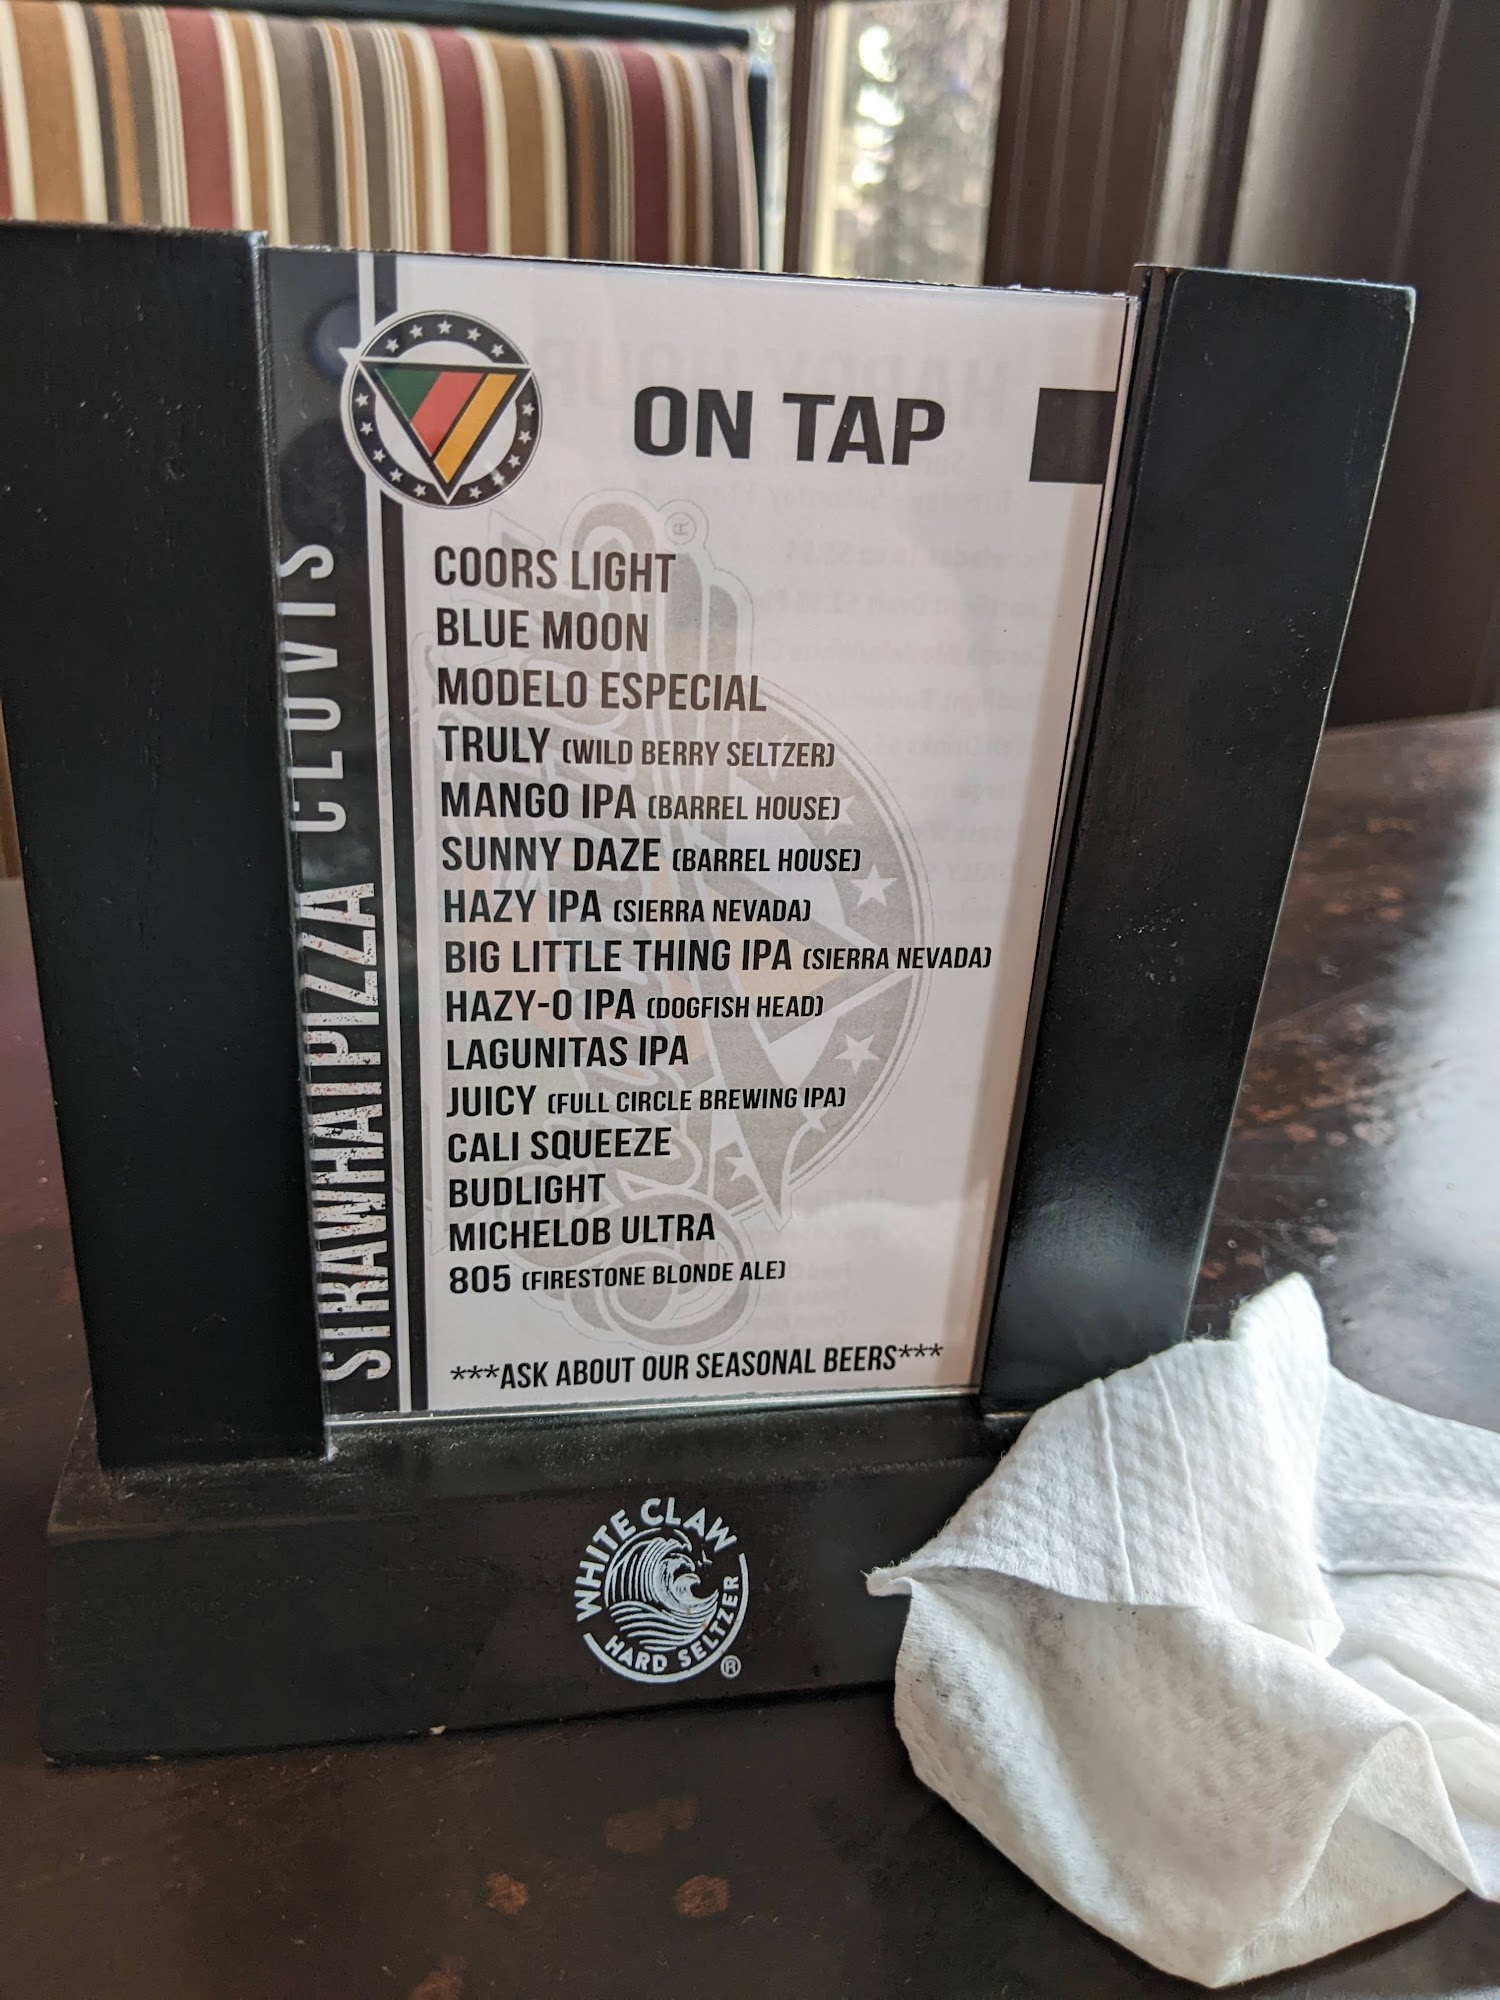 ON TAP
COORS LIGHT
BLUE MOON
MODELO ESPECIAL
TRULY (WILD BERRY SELTZER)
MANGO IPA (BARREL HOUSE)
SUNNY DAZE (BARREL HOUSE)
HAZY IPA (SIERRA NEVADA)
BIG LITTLE THING IPA (SIERRA NEVADA)
HAZY-O IPA (DOGFISH HEAD)
LAGUNITAS IPA
JUICY (FULL CIRCLE BREWING IPA)
CALI SQUEEZE
BUDLIGHT
MICHELOB ULTRA
805 (FIRESTONE BLONDE ALE)
***ASK ABOUT OUR SEASONAL BEERS***
STRAWHATPIZZA CLOVIS
WHITE CLAW
HARD SELTZER®